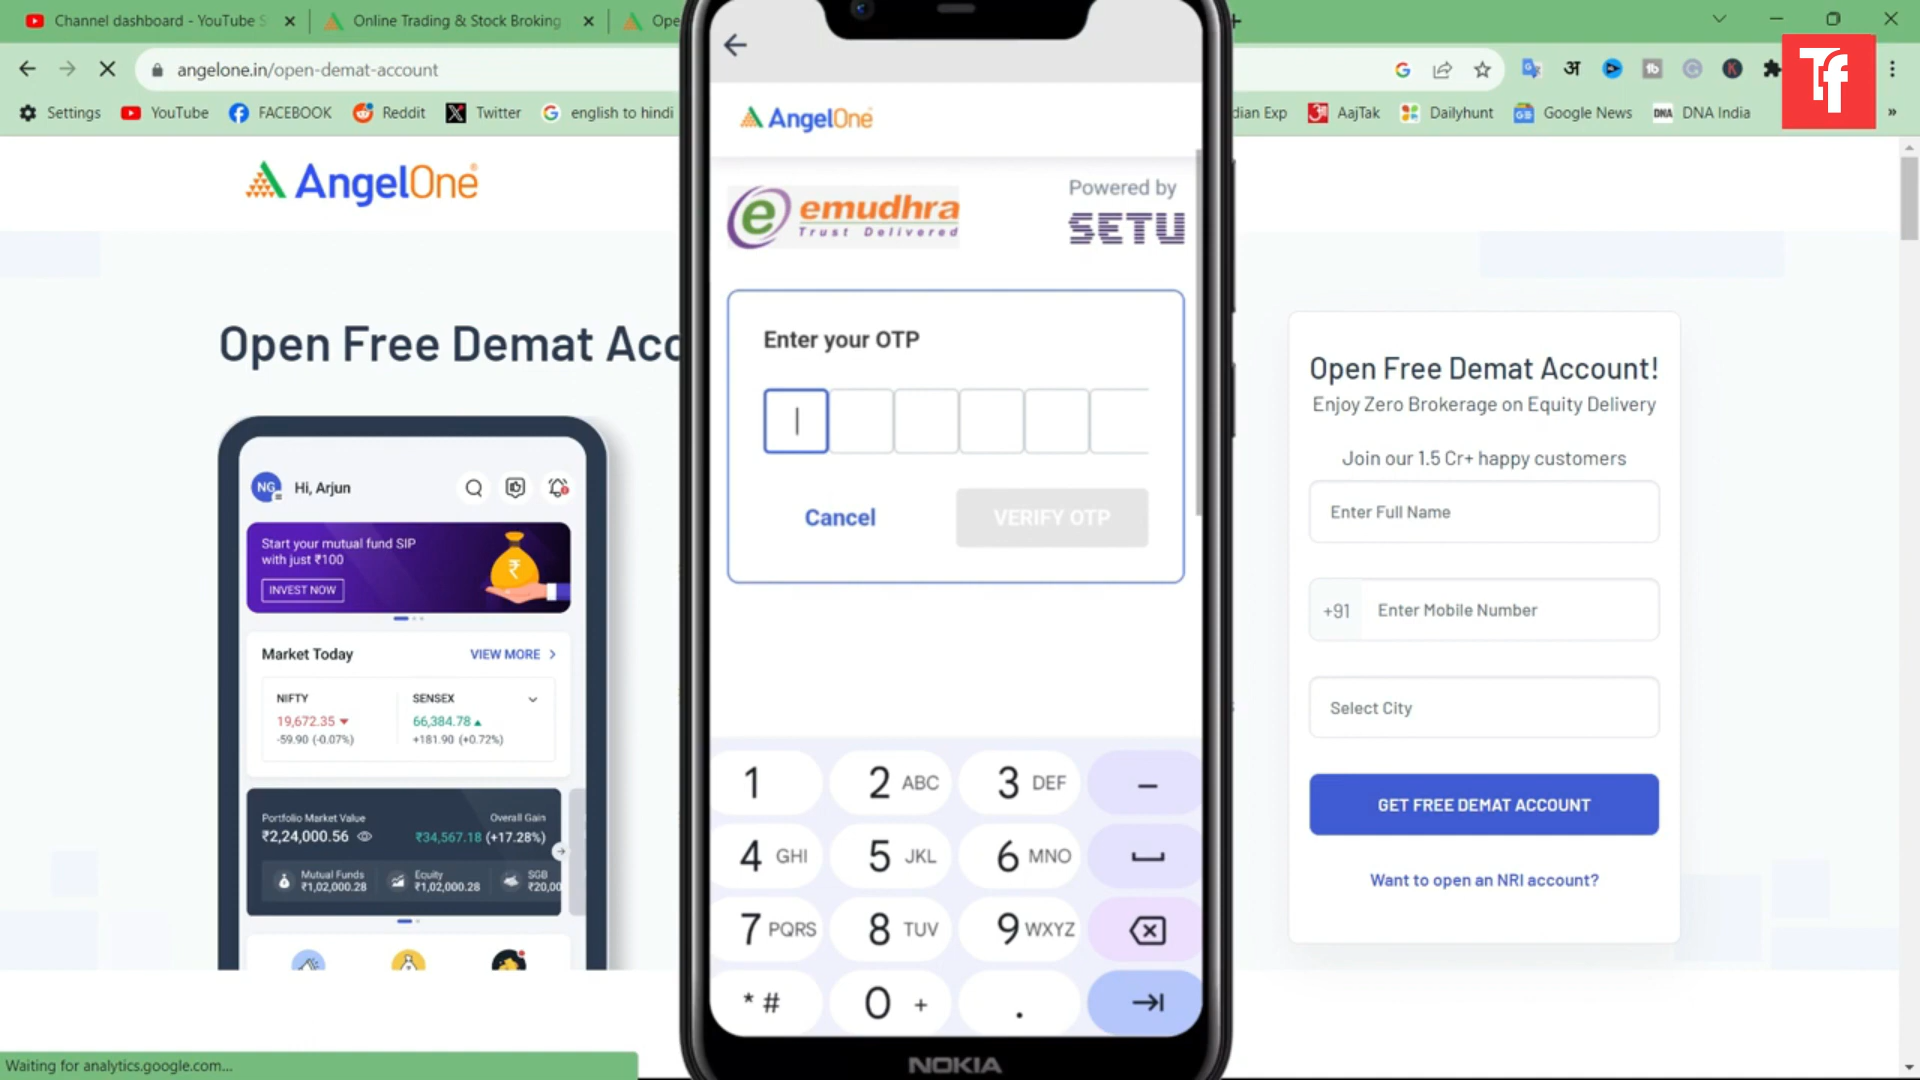 Channel dashboard - YouTube S
Online Trading & Stock Broking
Ope
angelone.in/open-demat-account
Settings
YouTube
FACEBOOK
Reddit
Twitter
english to hindi
dian Exp
AajTak
Dailyhunt
Google News
DNA India
»
Tf
AngelOne
Open Free Demat Acc
NG
Hi, Arjun
Start your mutual fund SIP
with just ₹100
INVEST NOW
Market Today
VIEW MORE >
NIFTY
19,672.35
-59.90 (-0.07%)
SENSEX
66,384.78
+181.90 (+0.72%)
Portfolio Market Value
₹2,24,000.56
Overall Gain
₹34,567.18 (+17.28%)
Mutual Funds
₹1,02,000.28
Equity
₹1,02,000.28
SGB
₹20,00
AngelOne
emudhra
Trust Delivered
Powered by
SETU
Enter your OTP
Cancel
VERIFY OTP
1
2 ABC
3 DEF
–
4 GHI
5 JKL
6 MNO
7 PQRS
8 TUV
9 WXYZ
* #
0 +
.
NOKIA
Open Free Demat Account!
Enjoy Zero Brokerage on Equity Delivery
Join our 1.5 Cr+ happy customers
Enter Full Name
+91 Enter Mobile Number
Select City
GET FREE DEMAT ACCOUNT
Want to open an NRI account?
Waiting for analytics.google.com...